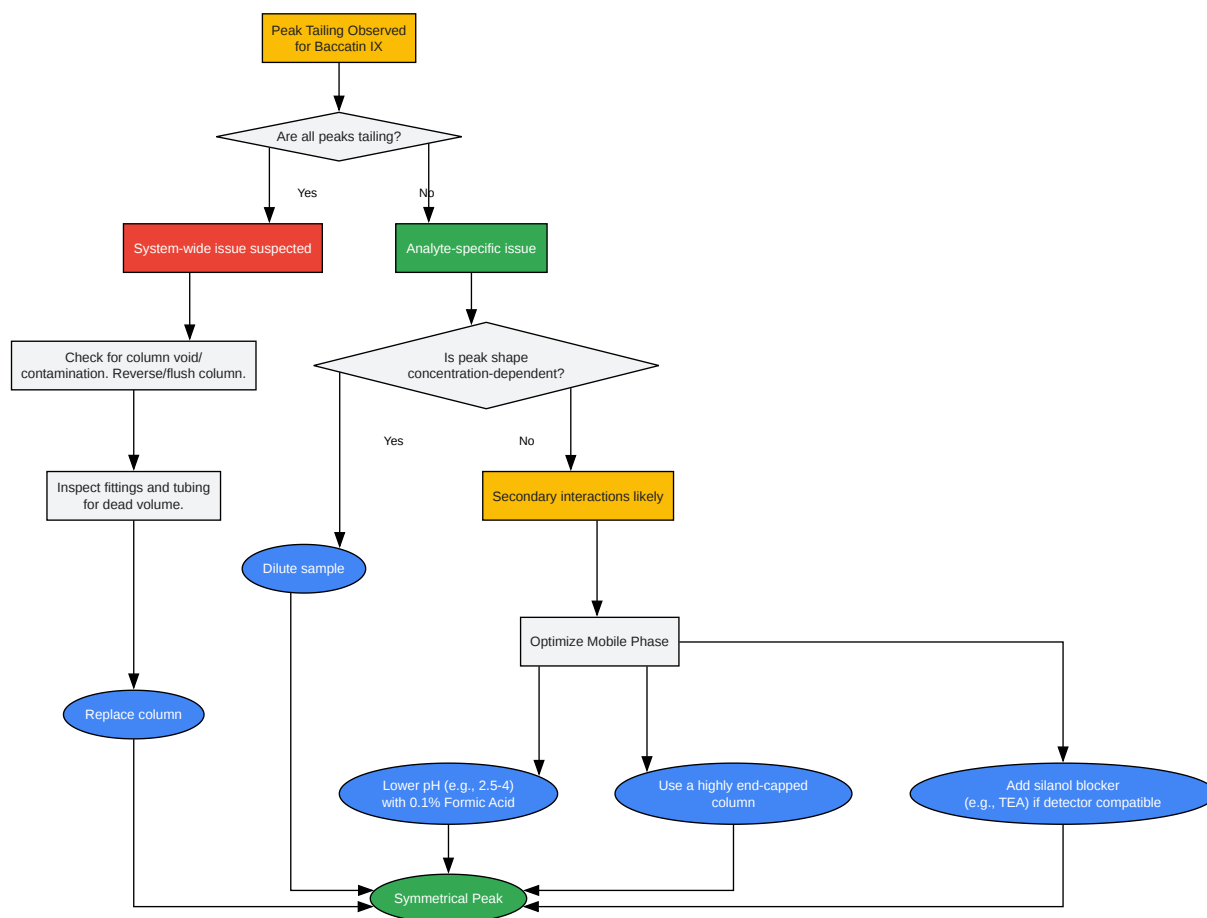 Peak Tailing Observed
for Baccatin IX
Are all peaks tailing?
Yes
No
System-wide issue suspected
Analyte-specific issue
Check for column void/
contamination. Reverse/flush column.
Is peak shape
concentration-dependent?
Yes
No
Inspect fittings and tubing
for dead volume.
Secondary interactions likely
Dilute sample
Optimize Mobile Phase
Replace column
Lower pH (e.g., 2.5-4)
with 0.1% Formic Acid
Use a highly end-capped
column
Add silanol blocker
(e.g., TEA) if detector compatible
Symmetrical Peak